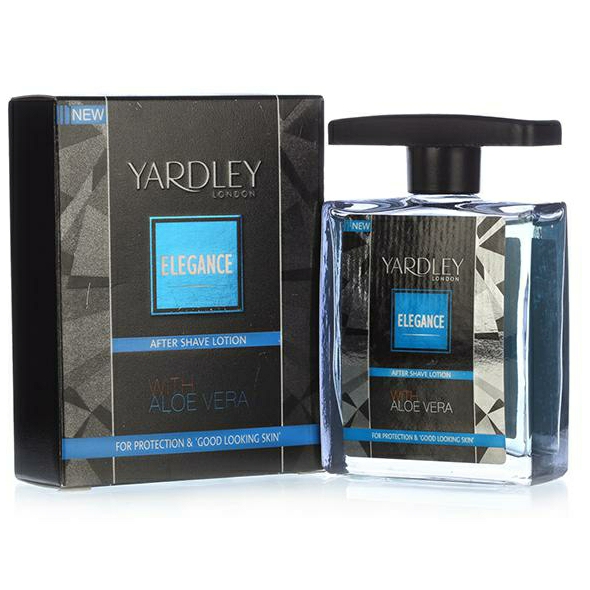 NEW
YARDLEY
LONDON
ELEGANCE
AFTER SHAVE LOTION
WITH
ALOE VERA
FOR PROTECTION & 'GOOD LOOKING SKIN'
NEW
YARDLEY
LONDON
ELEGANCE
AFTER SHAVE LOTION
WITH
ALOE VERA
FOR PROTECTION & 'GOOD LOOKING SKIN'